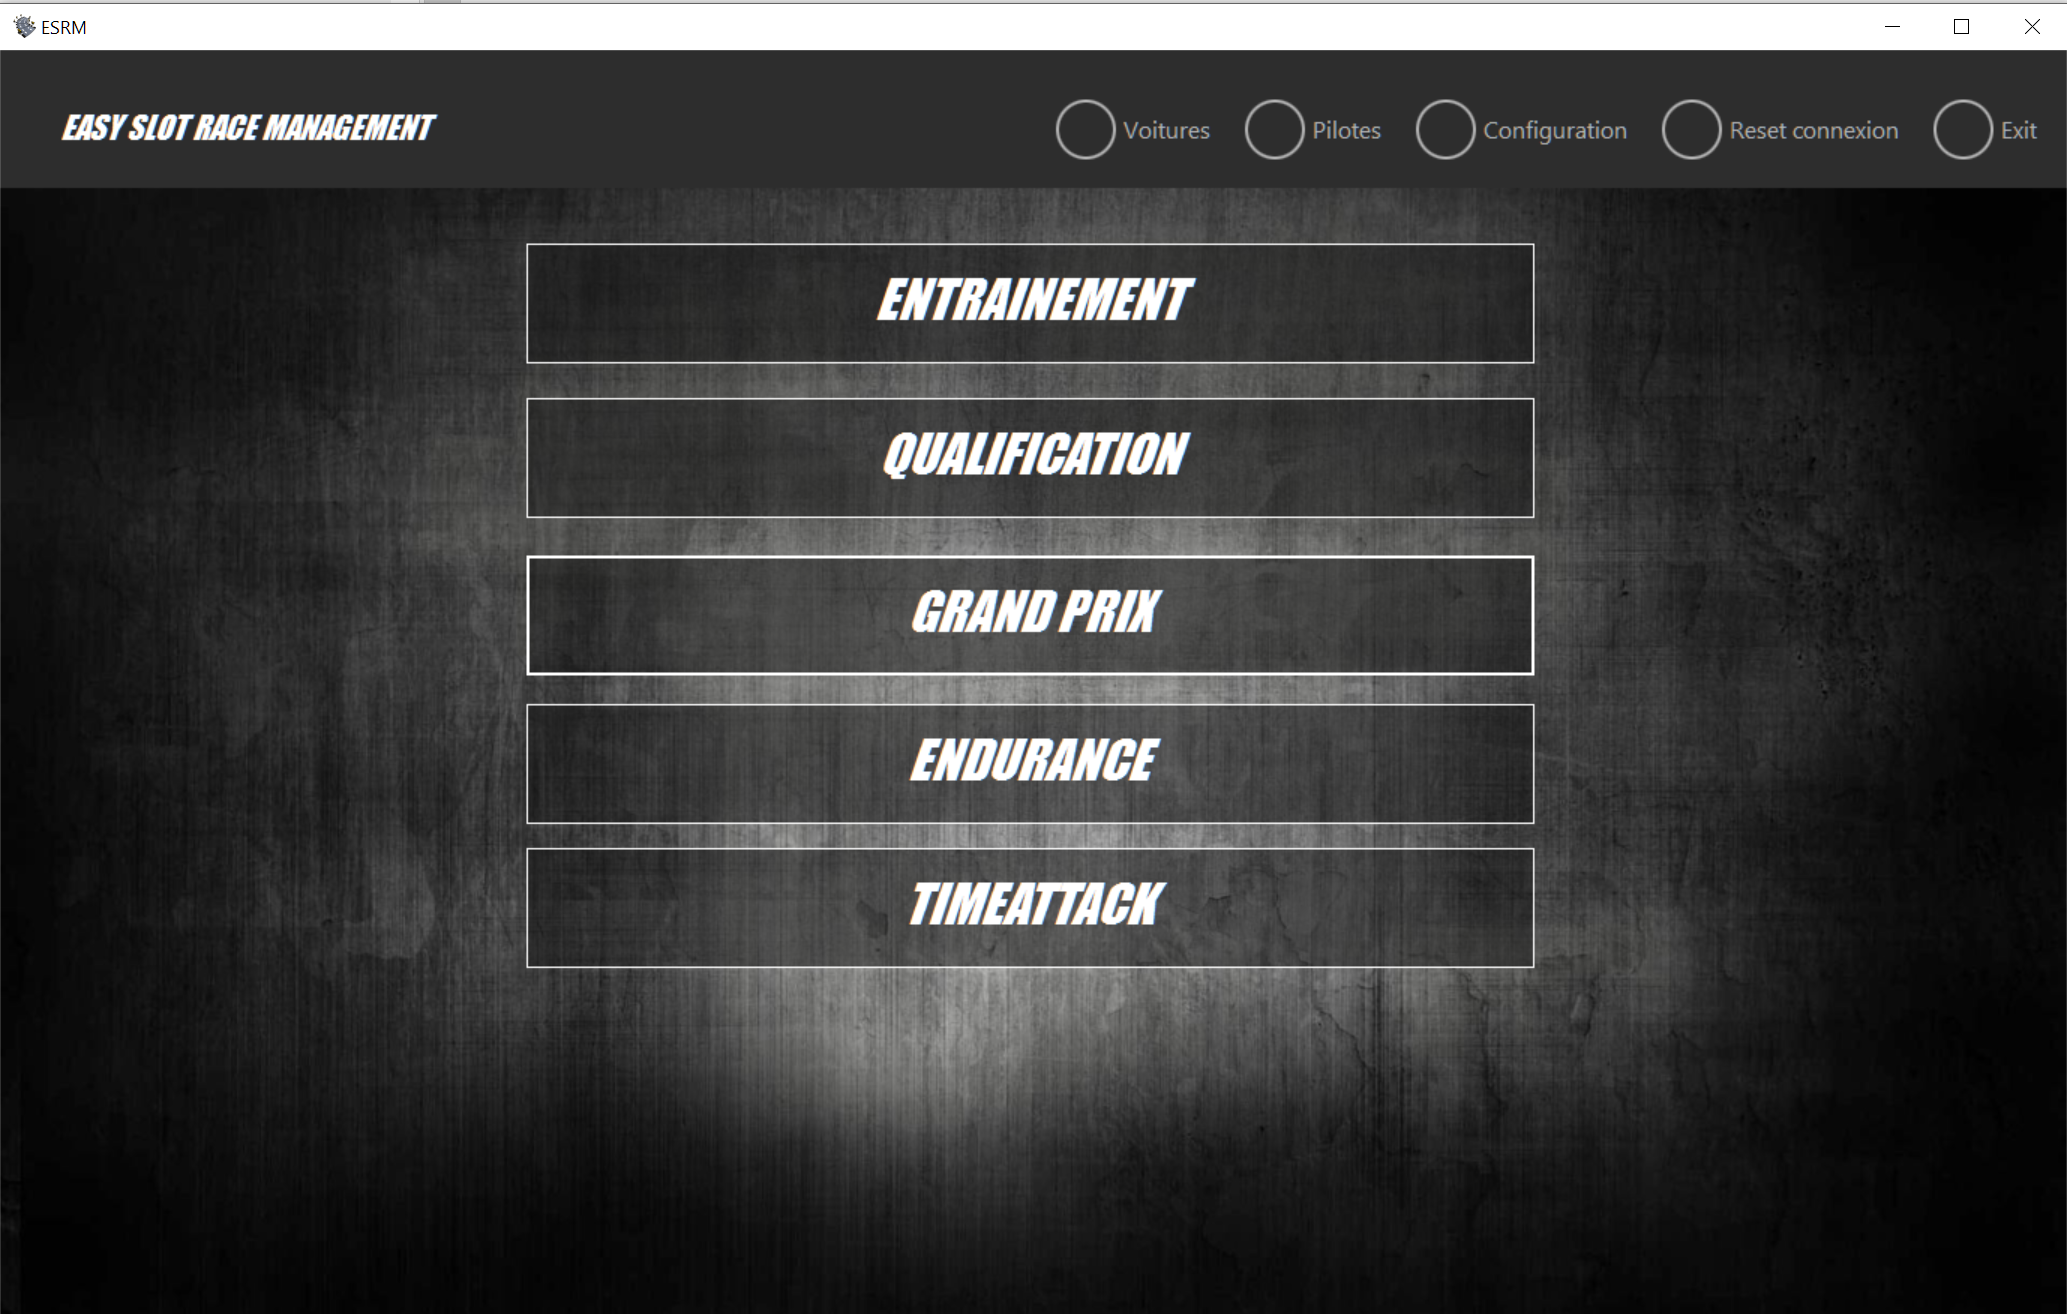 ESRM
EASY SLOT RACE MANAGEMENT
Voitures Pilotes Configuration Reset connexion Exit
ENTRAINEMENT
QUALIFICATION
GRAND PRIX
ENDURANCE
TIMEATTACK